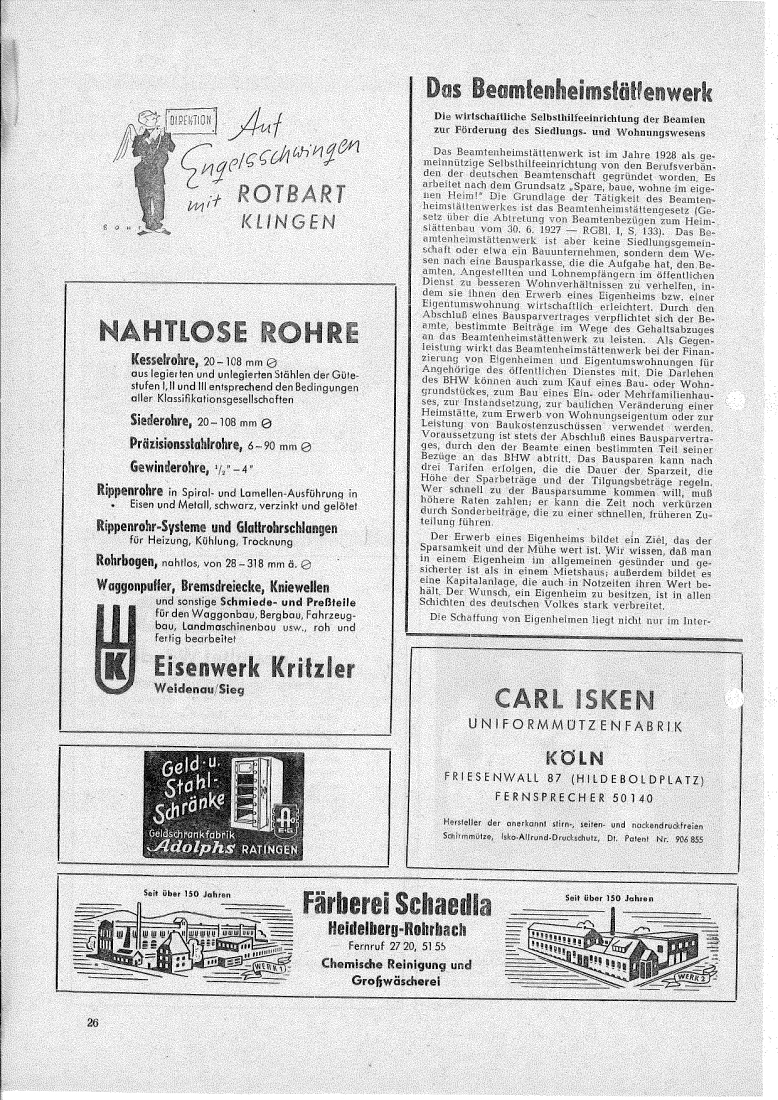 DIREKTION
Auf
Engelsschwingen
mit ROTBART
KLINGEN
NAHTLOSE ROHRE
Kesselrohre, 20–108 mm ∅
aus legierten und unlegierten Stählen der Güte-
stufen I, II und III entsprechend den Bedingungen
aller Klassifikationsgesellschaften
Siederohre, 20–108 mm ∅
Präzisionsstahlrohre, 6–90 mm ∅
Gewinderohre, ½"–4"
Rippenrohre in Spiral- und Lamellen-Ausführung in
Eisen und Metall, schwarz, verzinkt und gelötet
Rippenrohr-Systeme und Glattrohrschlangen
für Heizung, Kühlung, Trocknung
Rohrbogen, nahtlos, von 28–318 mm ä. ∅
Waggonpuffer, Bremsdreiecke, Kniewellen
und sonstige Schmiede- und Preßteile
für den Waggonbau, Bergbau, Fahrzeug-
bau, Landmaschinenbau usw., roh und
fertig bearbeitet
K
Eisenwerk Kritzler
Weidenau/Sieg
Geld- u.
Stahl-
Schränke
Geldschrankfabrik
Adolphs RATINGEN
Das Beamtenheimstättenwerk
Die wirtschaftliche Selbsthilfeeinrichtung der Beamten
zur Förderung des Siedlungs- und Wohnungswesens
Das Beamtenheimstättenwerk ist im Jahre 1928 als ge-
meinnützige Selbsthilfeeinrichtung von den Berufsverbän-
den der deutschen Beamtenschaft gegründet worden. Es
arbeitet nach dem Grundsatz „Spare, baue, wohne im eige-
nen Heim!" Die Grundlage der Tätigkeit des Beamten-
heimstättenwerkes ist das Beamtenheimstättengesetz (Ge-
setz über die Abtretung von Beamtenbezügen zum Heim-
stättenbau vom 30. 6. 1927 — RGBl. I, S. 133). Das Be-
amtenheimstättenwerk ist aber keine Siedlungsgemein-
schaft oder etwa ein Bauunternehmen, sondern dem We-
sen nach eine Bausparkasse, die die Aufgabe hat, den Be-
amten, Angestellten und Lohnempfängern im öffentlichen
Dienst zu besseren Wohnverhältnissen zu verhelfen, in-
dem sie ihnen den Erwerb eines Eigenheims bzw. einer
Eigentumswohnung wirtschaftlich erleichtert. Durch den
Abschluß eines Bausparvertrages verpflichtet sich der Be-
amte, bestimmte Beiträge im Wege des Gehaltsabzuges
an das Beamtenheimstättenwerk zu leisten. Als Gegen-
leistung wirkt das Beamtenheimstättenwerk bei der Finan-
zierung von Eigenheimen und Eigentumswohnungen für
Angehörige des öffentlichen Dienstes mit. Die Darlehen
des BHW können auch zum Kauf eines Bau- oder Wohn-
grundstückes, zum Bau eines Ein- oder Mehrfamilienhau-
ses, zur Instandsetzung, zur baulichen Veränderung einer
Heimstätte, zum Erwerb von Wohnungseigentum oder zur
Leistung von Baukostenzuschüssen verwendet werden.
Voraussetzung ist stets der Abschluß eines Bausparvertra-
ges, durch den der Beamte einen bestimmten Teil seiner
Bezüge an das BHW abtritt. Das Bausparen kann nach
drei Tarifen erfolgen, die die Dauer der Sparzeit, die
Höhe der Sparbeträge und der Tilgungsbeträge regeln.
Wer schnell zu der Bausparsumme kommen will, muß
höhere Raten zahlen; er kann die Zeit noch verkürzen
durch Sonderbeiträge, die zu einer schnellen, früheren Zu-
teilung führen.
Der Erwerb eines Eigenheims bildet ein Ziel, das der
Sparsamkeit und der Mühe wert ist. Wir wissen, daß man
in einem Eigenheim im allgemeinen gesünder und ge-
sicherter ist als in einem Mietshaus; außerdem bildet es
eine Kapitalanlage, die auch in Notzeiten ihren Wert be-
hält. Der Wunsch, ein Eigenheim zu besitzen, ist in allen
Schichten des deutschen Volkes stark verbreitet.
Die Schaffung von Eigenheimen liegt nicht nur im Inter-
CARL ISKEN
UNIFORMMÜTZENFABRIK
KÖLN
FRIESENWALL 87 (HILDEBOLDPLATZ)
FERNSPRECHER 50140
Hersteller der anerkannt stirn-, seiten- und nackendruckfreien
Schirmmütze, Isko-Allrund-Druckschutz, Dt. Patent Nr. 906 855
Seit über 150 Jahren
WERK 1
Färberei Schaedla
Heidelberg-Rohrbach
Fernruf 27 20, 51 55
Chemische Reinigung und
Großwäscherei
Seit über 150 Jahren
WERK 2
26